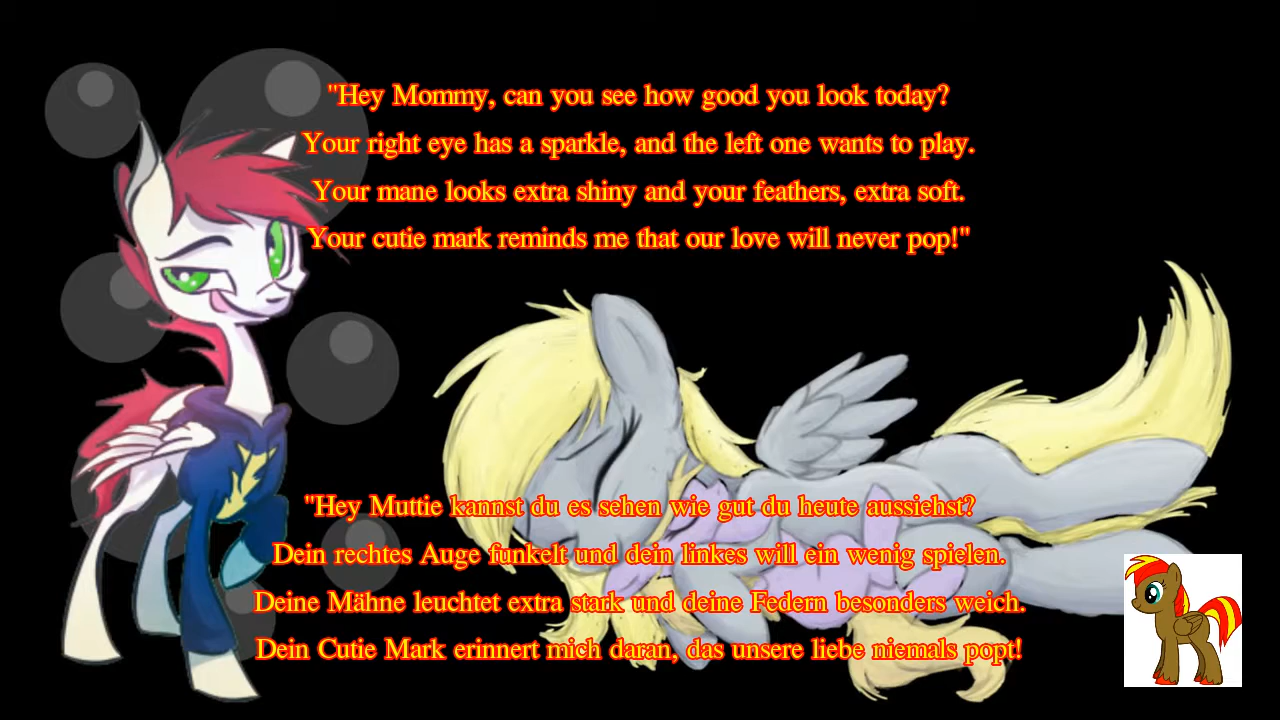 "Hey Mommy, can you see how good you look today?
Your right eye has a sparkle, and the left one wants to play.
Your mane looks extra shiny and your feathers, extra soft.
Your cutie mark reminds me that our love will never pop!"
"Hey Muttie kannst du es sehen wie gut du heute aussiehst?
Dein rechtes Auge funkelt und dein linkes will ein wenig spielen.
Deine Mähne leuchtet extra stark und deine Federn besonders weich.
Dein Cutie Mark erinnert mich daran, das unsere liebe niemals popt!